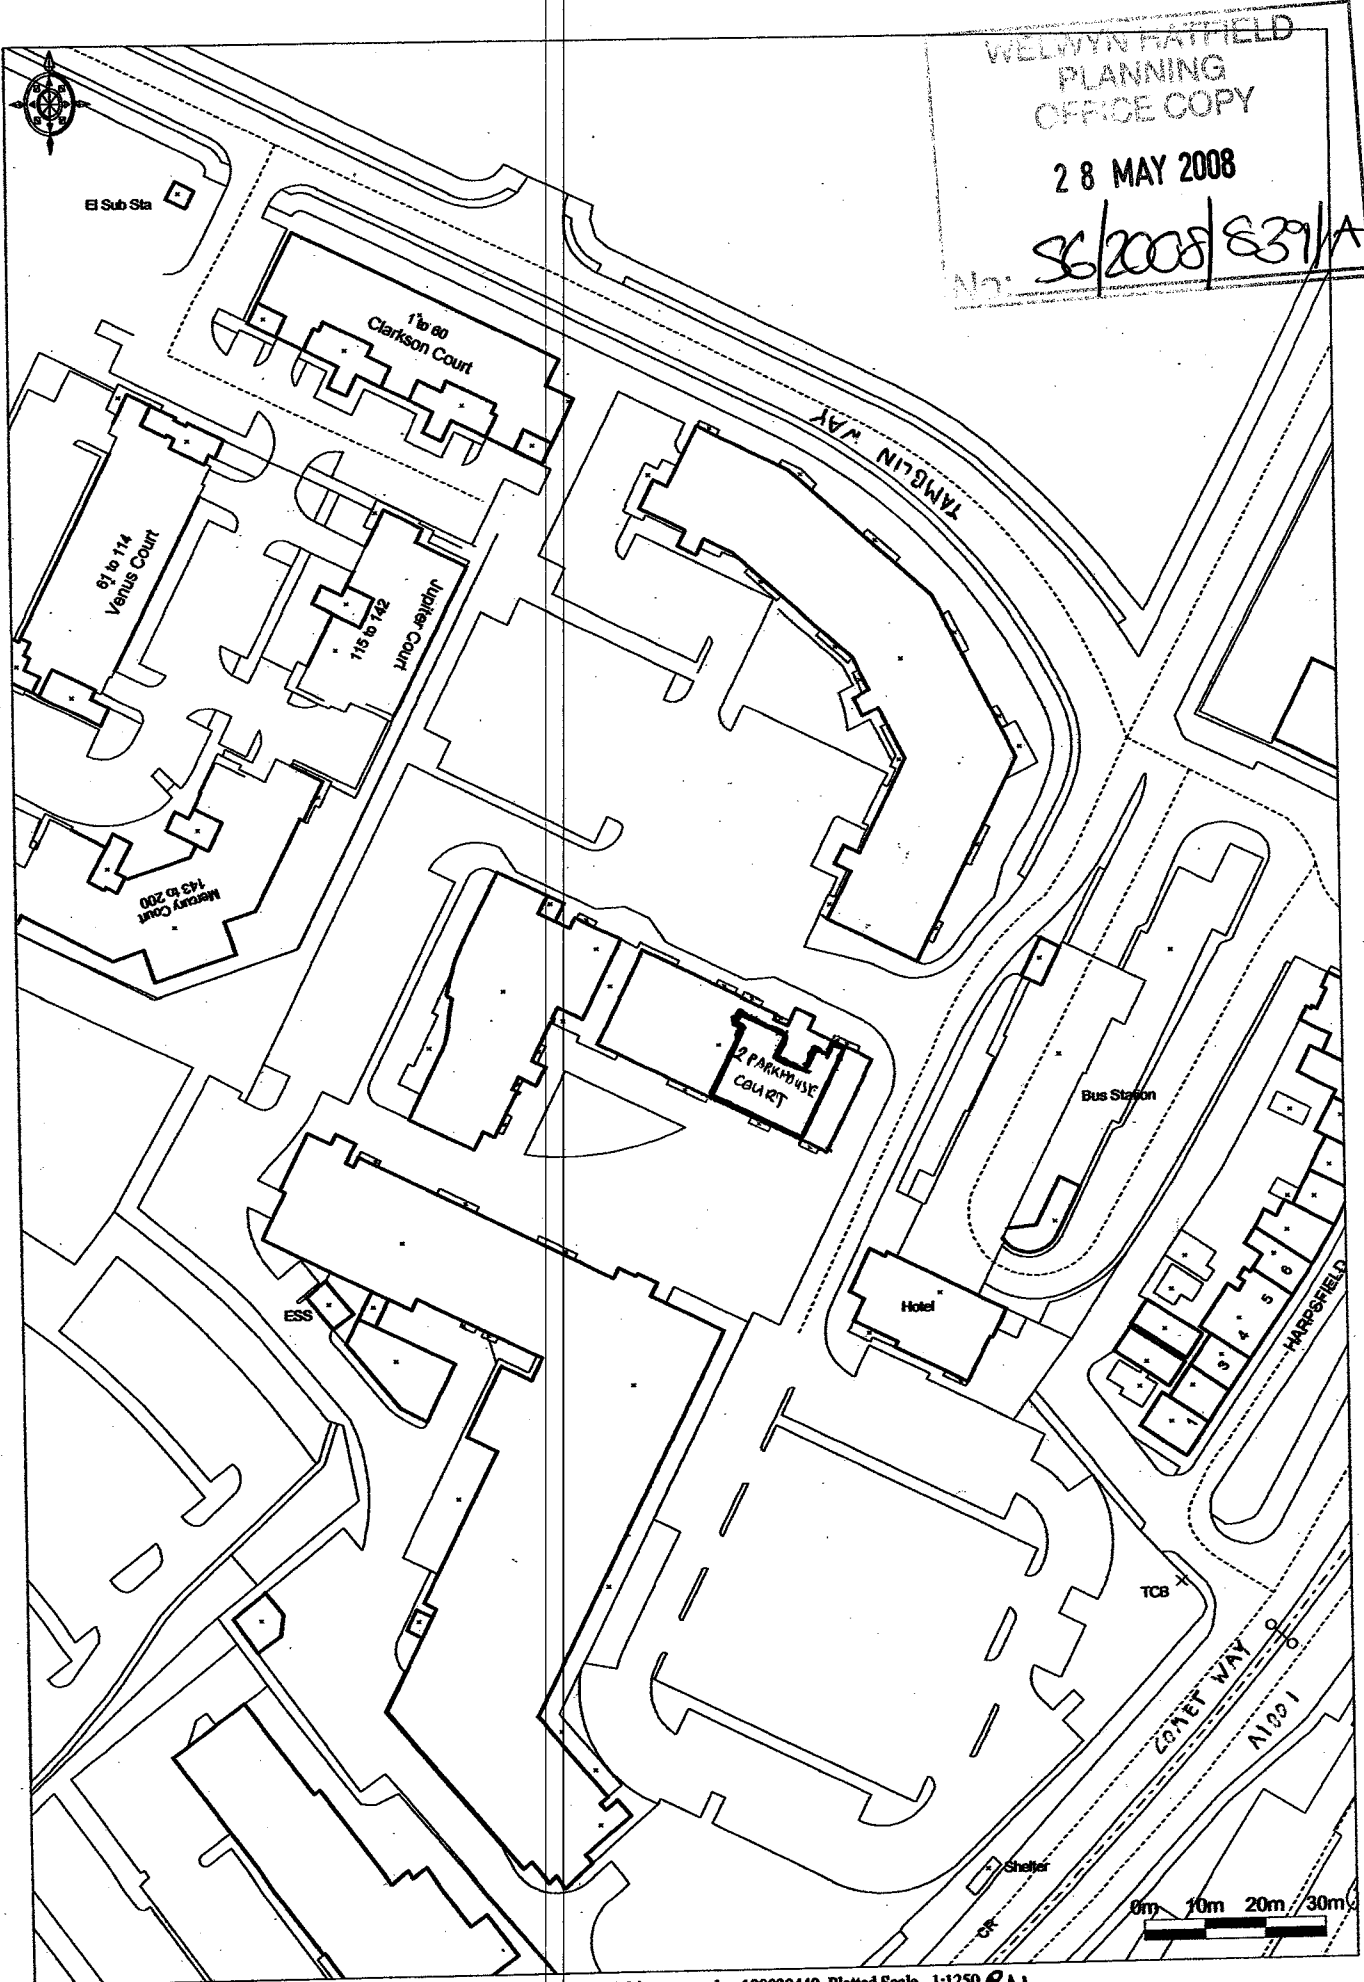 WELWYN HATFIELD
PLANNING
OFFICE COPY
28 MAY 2008
No: S6/2008/839/A
El Sub Sta
1 to 60
Clarkson Court
TAMBLIN WAY
61 to 114
Venus Court
115 to 142
Jupiter Court
Mercury Court
143 to 200
2 PARKHOUSE
COURT
Bus Station
Hotel
ESS
6
5
4
3
1
HARPSFIELD
TCB
COMET WAY
A1001
Shelter
CR
0m 10m 20m 30m
Plotted Scale - 1:1250